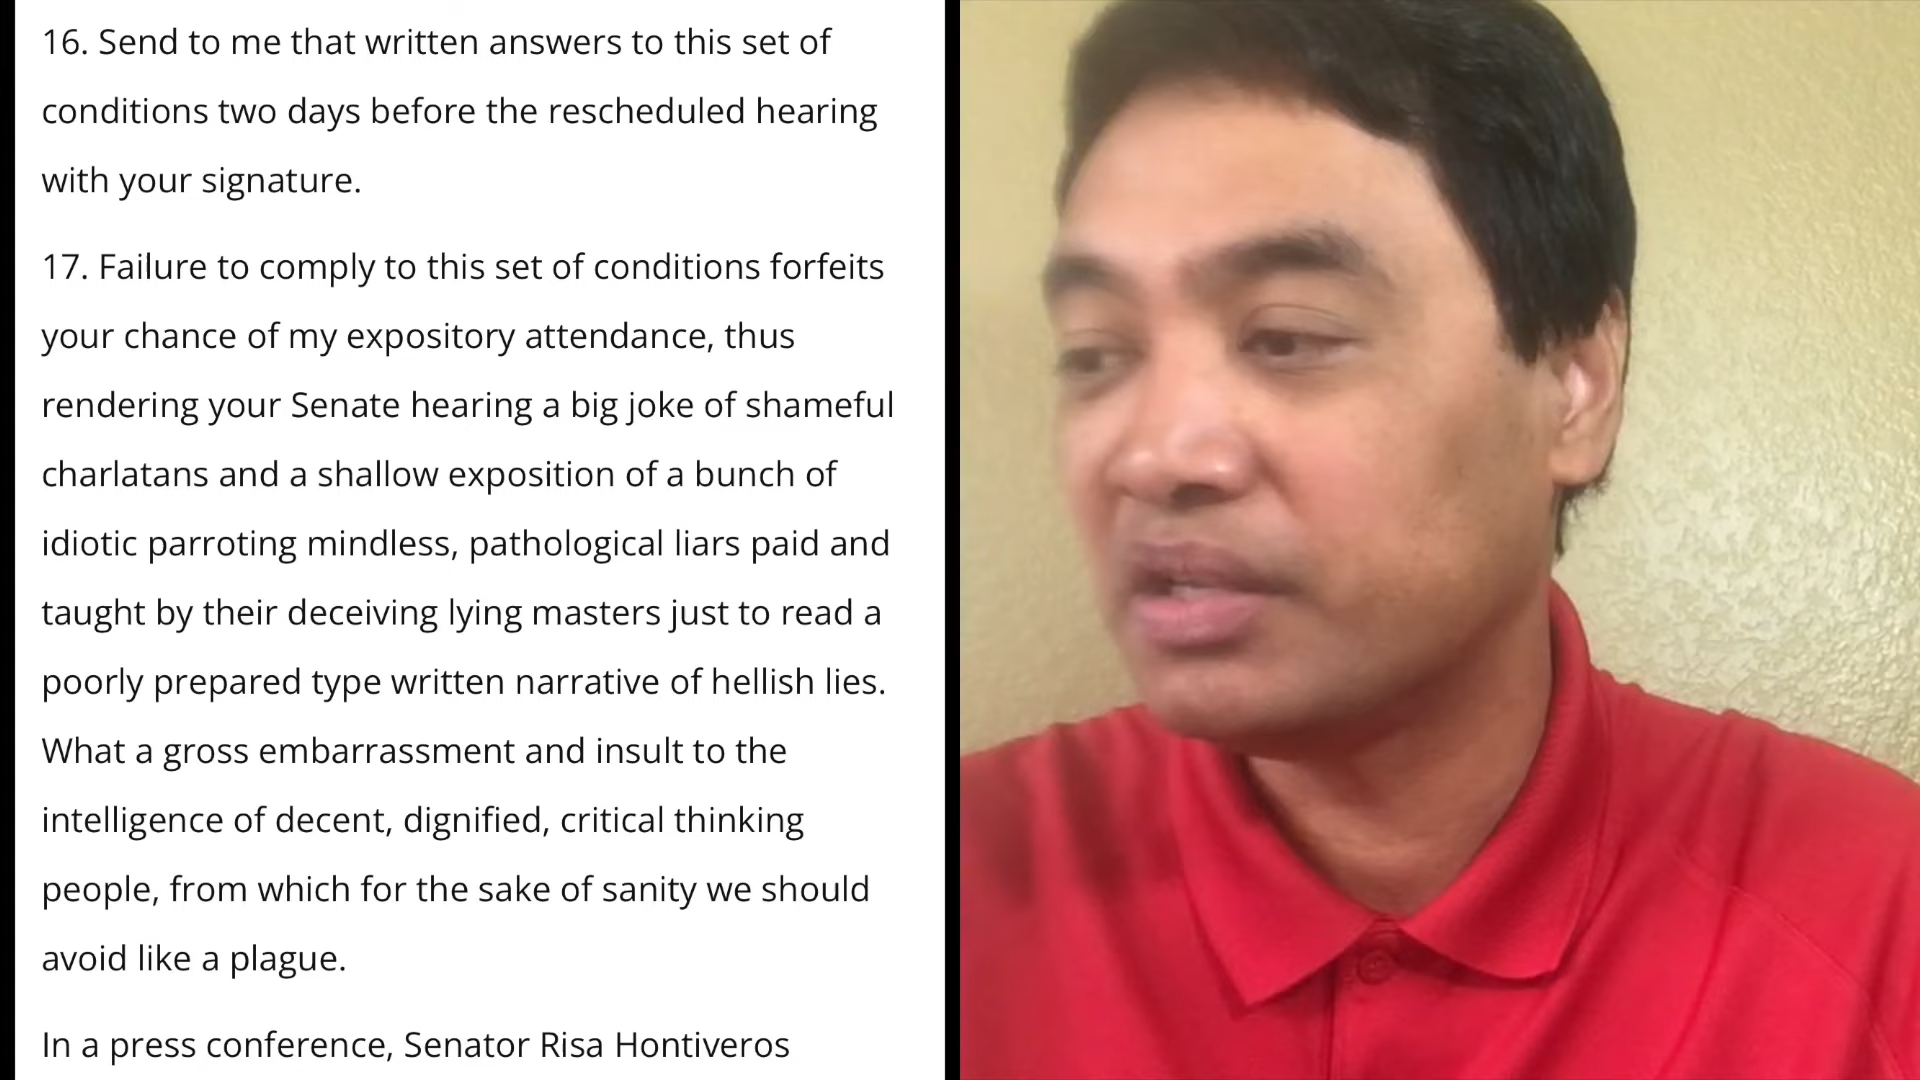 16. Send to me that written answers to this set of
conditions two days before the rescheduled hearing
with your signature.
17. Failure to comply to this set of conditions forfeits
your chance of my expository attendance, thus
rendering your Senate hearing a big joke of shameful
charlatans and a shallow exposition of a bunch of
idiotic parroting mindless, pathological liars paid and
taught by their deceiving lying masters just to read a
poorly prepared type written narrative of hellish lies.
What a gross embarrassment and insult to the
intelligence of decent, dignified, critical thinking
people, from which for the sake of sanity we should
avoid like a plague.
In a press conference, Senator Risa Hontiveros